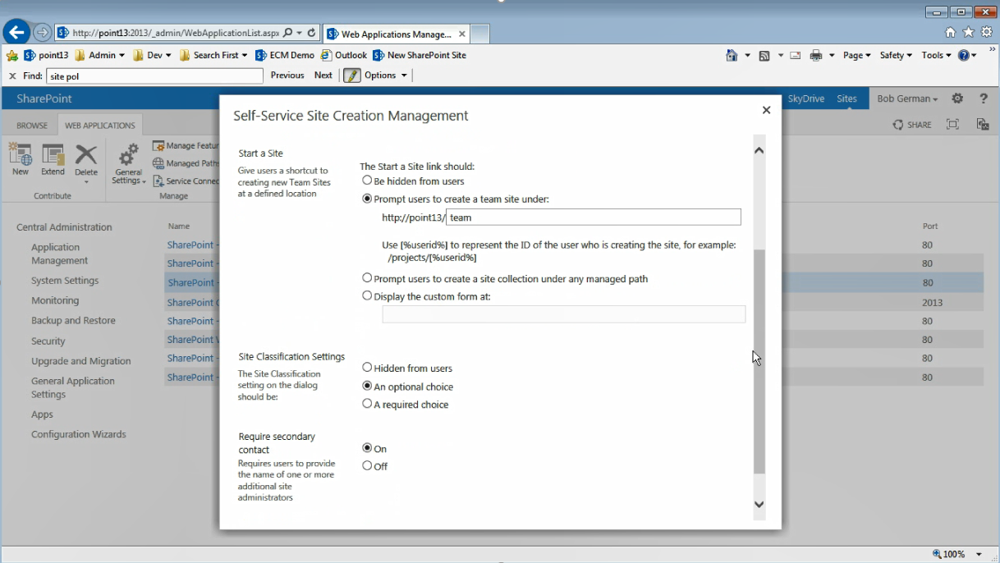 http://point13:2013/_admin/WebApplicationList.aspx
Web Applications Manage...
point13
Admin
Dev
Search First
ECM Demo
Outlook
New SharePoint Site
Page
Safety
Tools
Find:
site pol
Previous
Next
Options
SharePoint
SkyDrive
Sites
Bob German
?
BROWSE
WEB APPLICATIONS
SHARE
New
Extend
Delete
General
Settings
Manage Featur
Managed Paths
Service Connec
Contribute
Manage
Self-Service Site Creation Management
Start a Site
Give users a shortcut to
creating new Team Sites
at a defined location
The Start a Site link should:
Be hidden from users
Prompt users to create a team site under:
http://point13/
team
Use [%userid%] to represent the ID of the user who is creating the site, for example:
/projects/[%userid%]
Prompt users to create a site collection under any managed path
Display the custom form at:
Site Classification Settings
The Site Classification
setting on the dialog
should be:
Hidden from users
An optional choice
A required choice
Require secondary
contact
Requires users to provide
the name of one or more
additional site
administrators
On
Off
Central Administration
Application
Management
System Settings
Monitoring
Backup and Restore
Security
Upgrade and Migration
General Application
Settings
Apps
Configuration Wizards
Name
SharePoint -
SharePoint -
SharePoint -
SharePoint C
SharePoint -
SharePoint W
SharePoint -
SharePoint -
Port
80
80
80
2013
80
80
80
80
100%